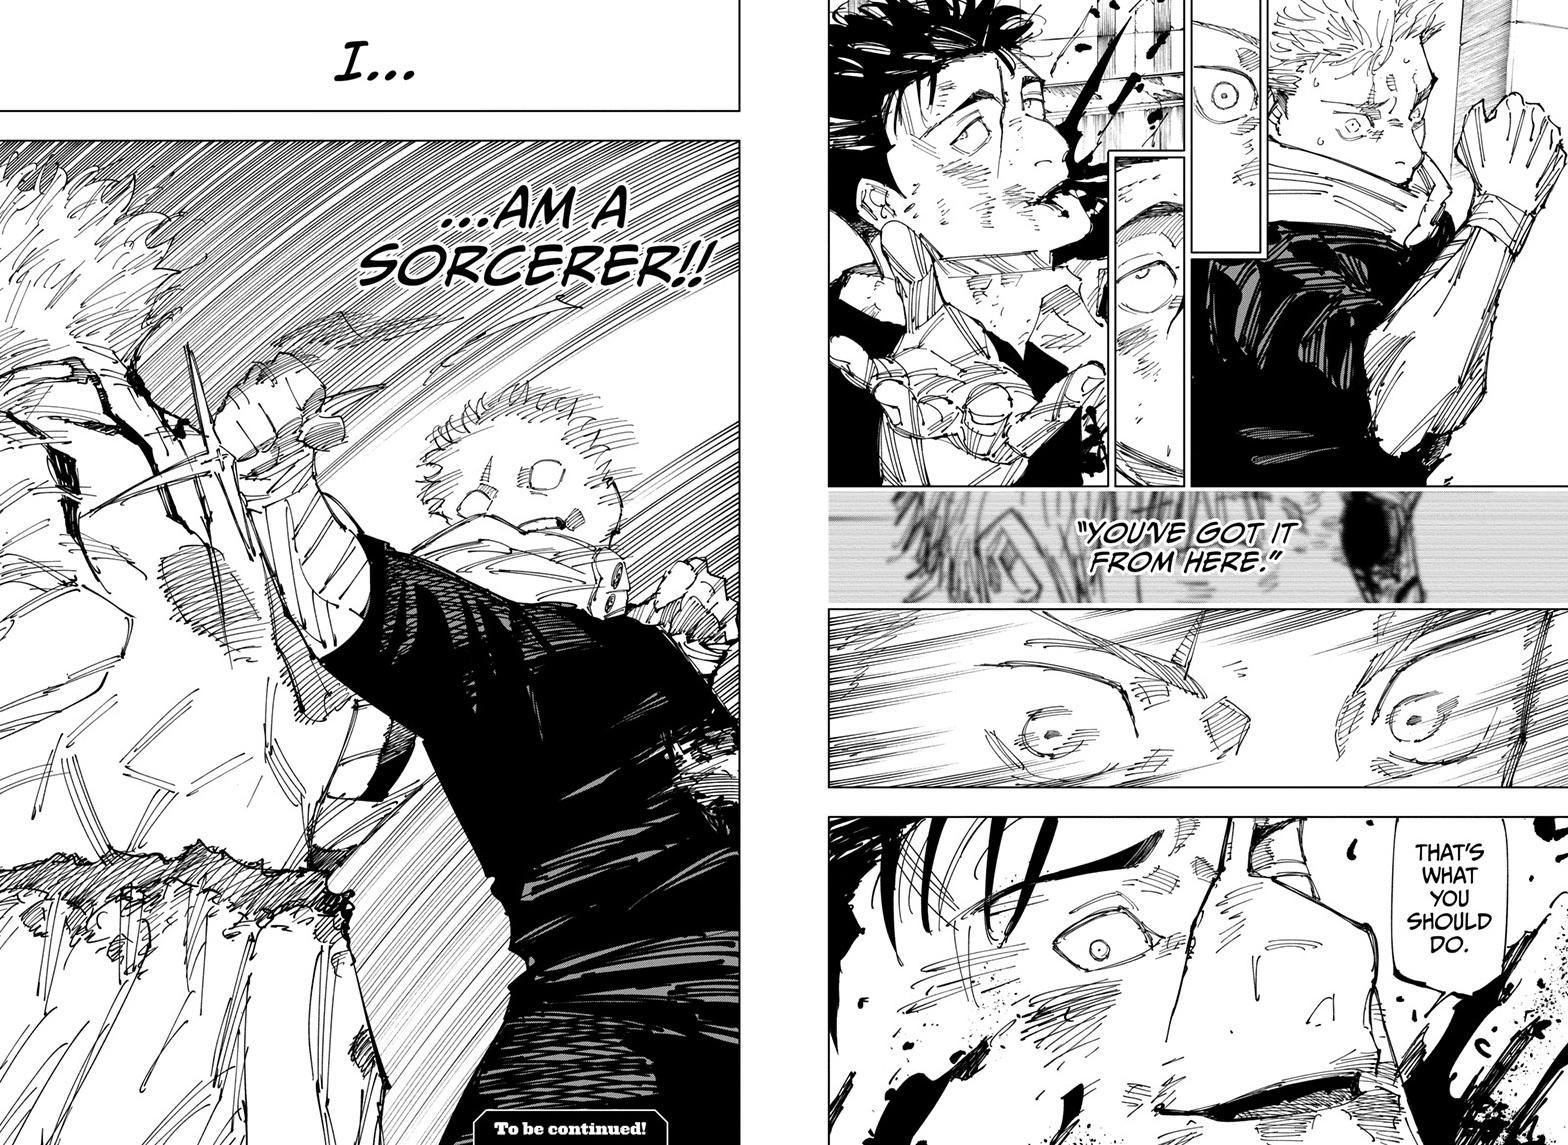 "YOU'VE GOT IT
FROM HERE."
THAT'S
WHAT
YOU
SHOULD
DO.
I...
...AM A
SORCERER!!
To be continued!